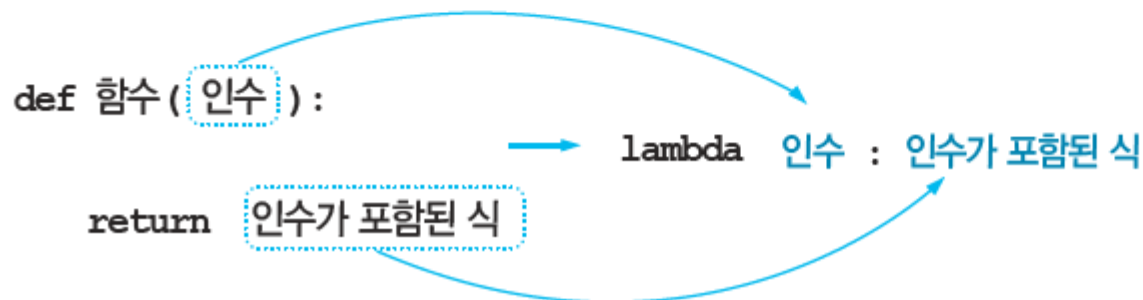 def 함수( 인수 ):
lambda 인수 : 인수가 포함된 식
return 인수가 포함된 식